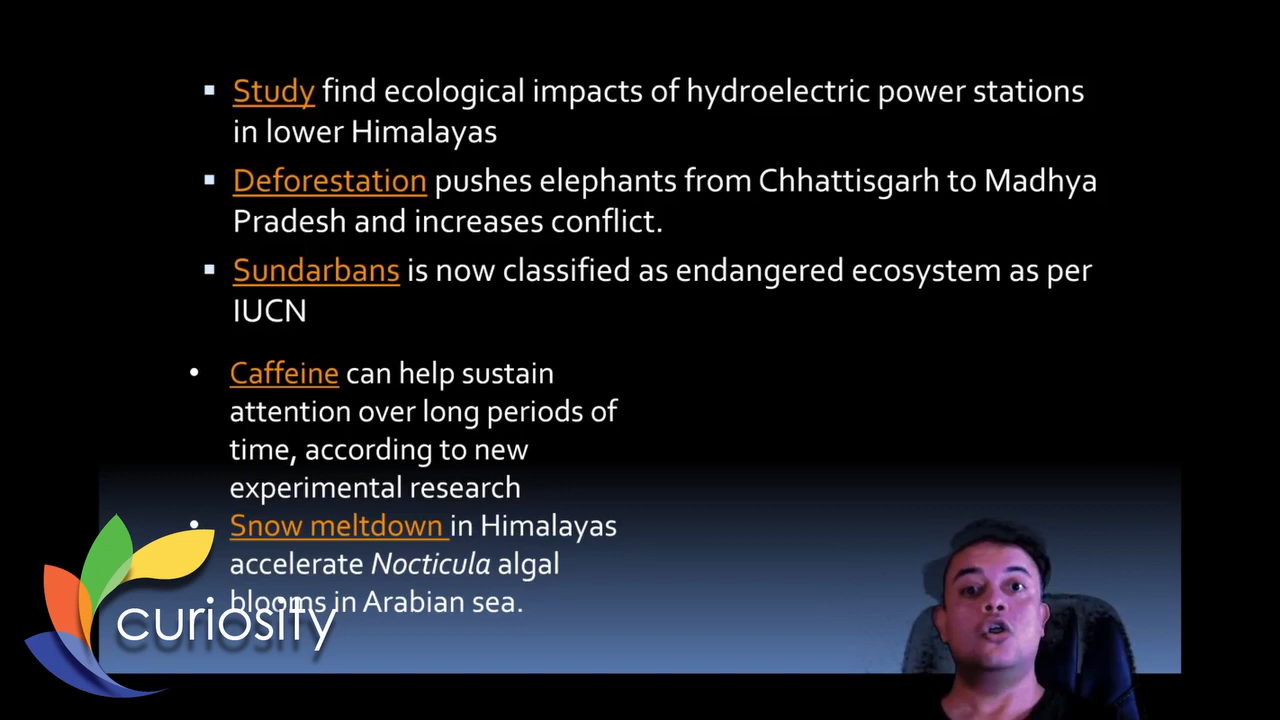 Study find ecological impacts of hydroelectric power stations
in lower Himalayas
Deforestation pushes elephants from Chhattisgarh to Madhya
Pradesh and increases conflict.
Sundarbans is now classified as endangered ecosystem as per
IUCN
Caffeine can help sustain
attention over long periods of
time, according to new
experimental research
Snow meltdown in Himalayas
accelerate Nocticula algal
blooms in Arabian sea.
curiosity